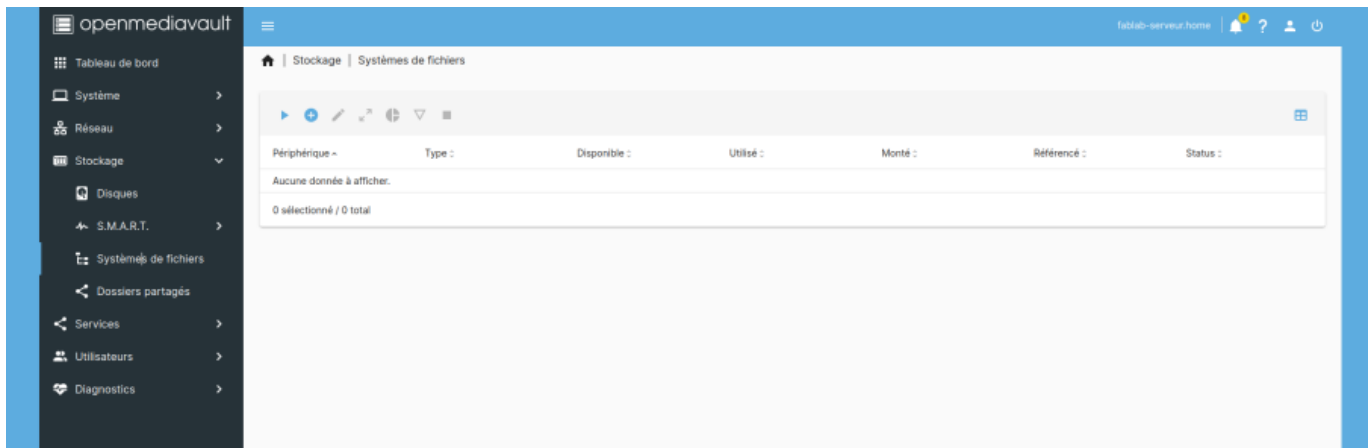 openmediavault
fablab-serveur.home
Tableau de bord
Système
Réseau
Stockage
Disques
S.M.A.R.T.
Systèmes de fichiers
Dossiers partagés
Services
Utilisateurs
Diagnostics
| Stockage | Systèmes de fichiers
Périphérique Type Disponible Utilisé Monté Référencé Status
Aucune donnée à afficher.
0 sélectionné / 0 total